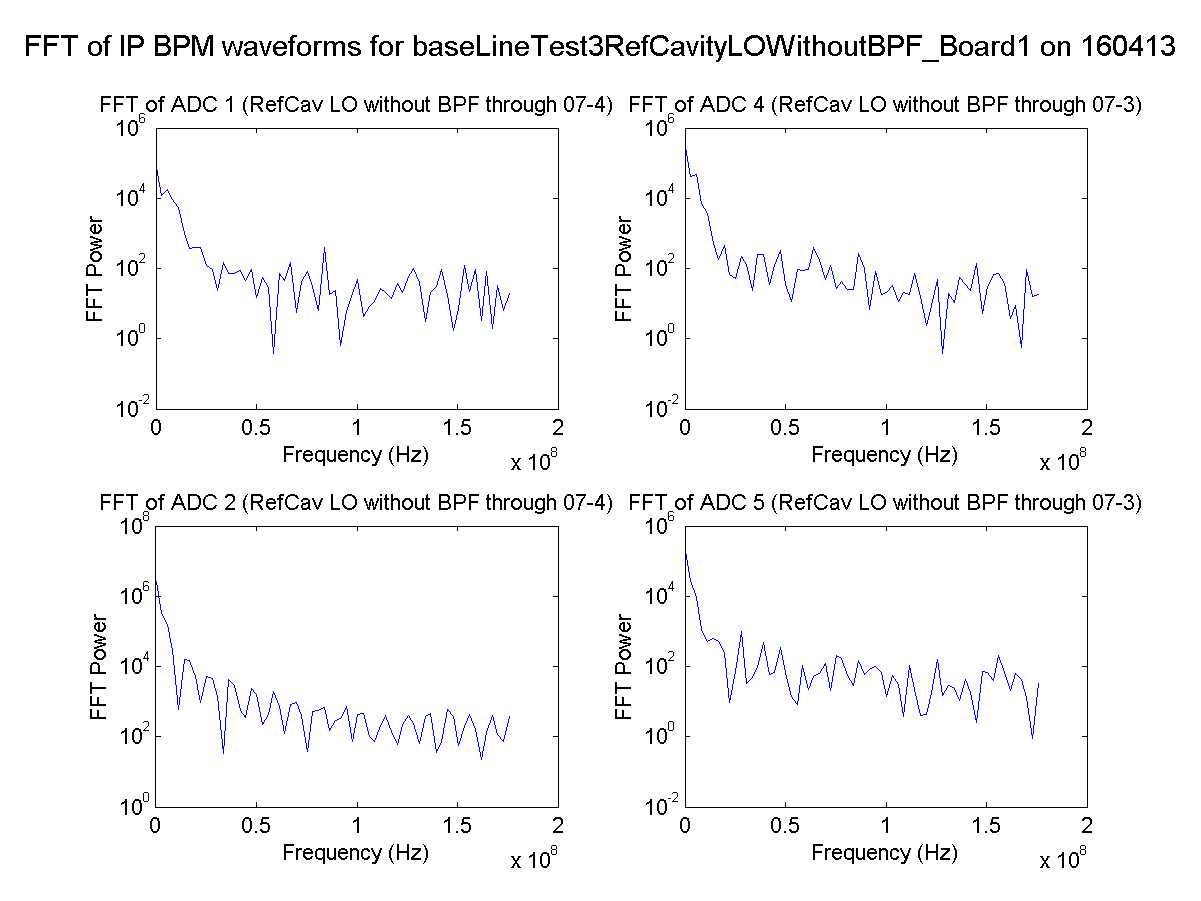 FFT of IP BPM waveforms for baseLineTest3RefCavityLOWithoutBPF_Board1 on 160413
FFT of ADC 1 (RefCav LO without BPF through 07-4)
10^6
10^4
10^2
10^0
10^-2
FFT Power
0 0.5 1 1.5 2
Frequency (Hz)
x 10^8
FFT of ADC 4 (RefCav LO without BPF through 07-3)
10^6
10^4
10^2
10^0
10^-2
FFT Power
0 0.5 1 1.5 2
Frequency (Hz)
x 10^8
FFT of ADC 2 (RefCav LO without BPF through 07-4)
10^8
10^6
10^4
10^2
10^0
FFT Power
0 0.5 1 1.5 2
Frequency (Hz)
x 10^8
FFT of ADC 5 (RefCav LO without BPF through 07-3)
10^6
10^4
10^2
10^0
10^-2
FFT Power
0 0.5 1 1.5 2
Frequency (Hz)
x 10^8